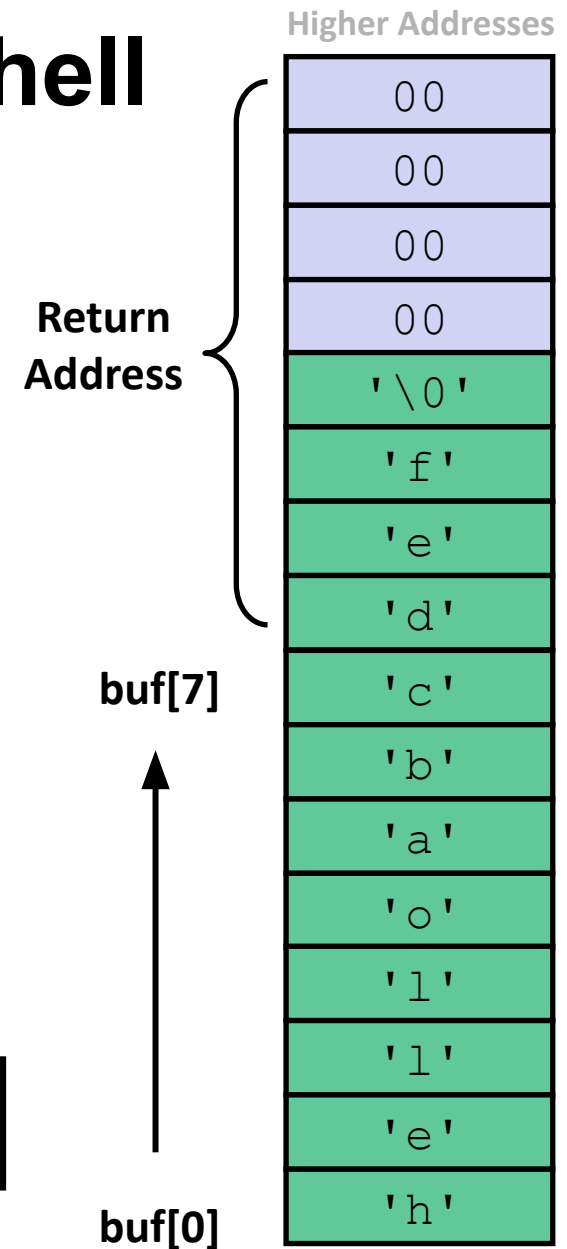 hell
Higher Addresses
00
00
00
00
Return
Address
'\0'
'f'
'e'
'd'
buf[7]
'c'
'b'
'a'
'o'
'l'
'l'
'e'
buf[0]
'h'